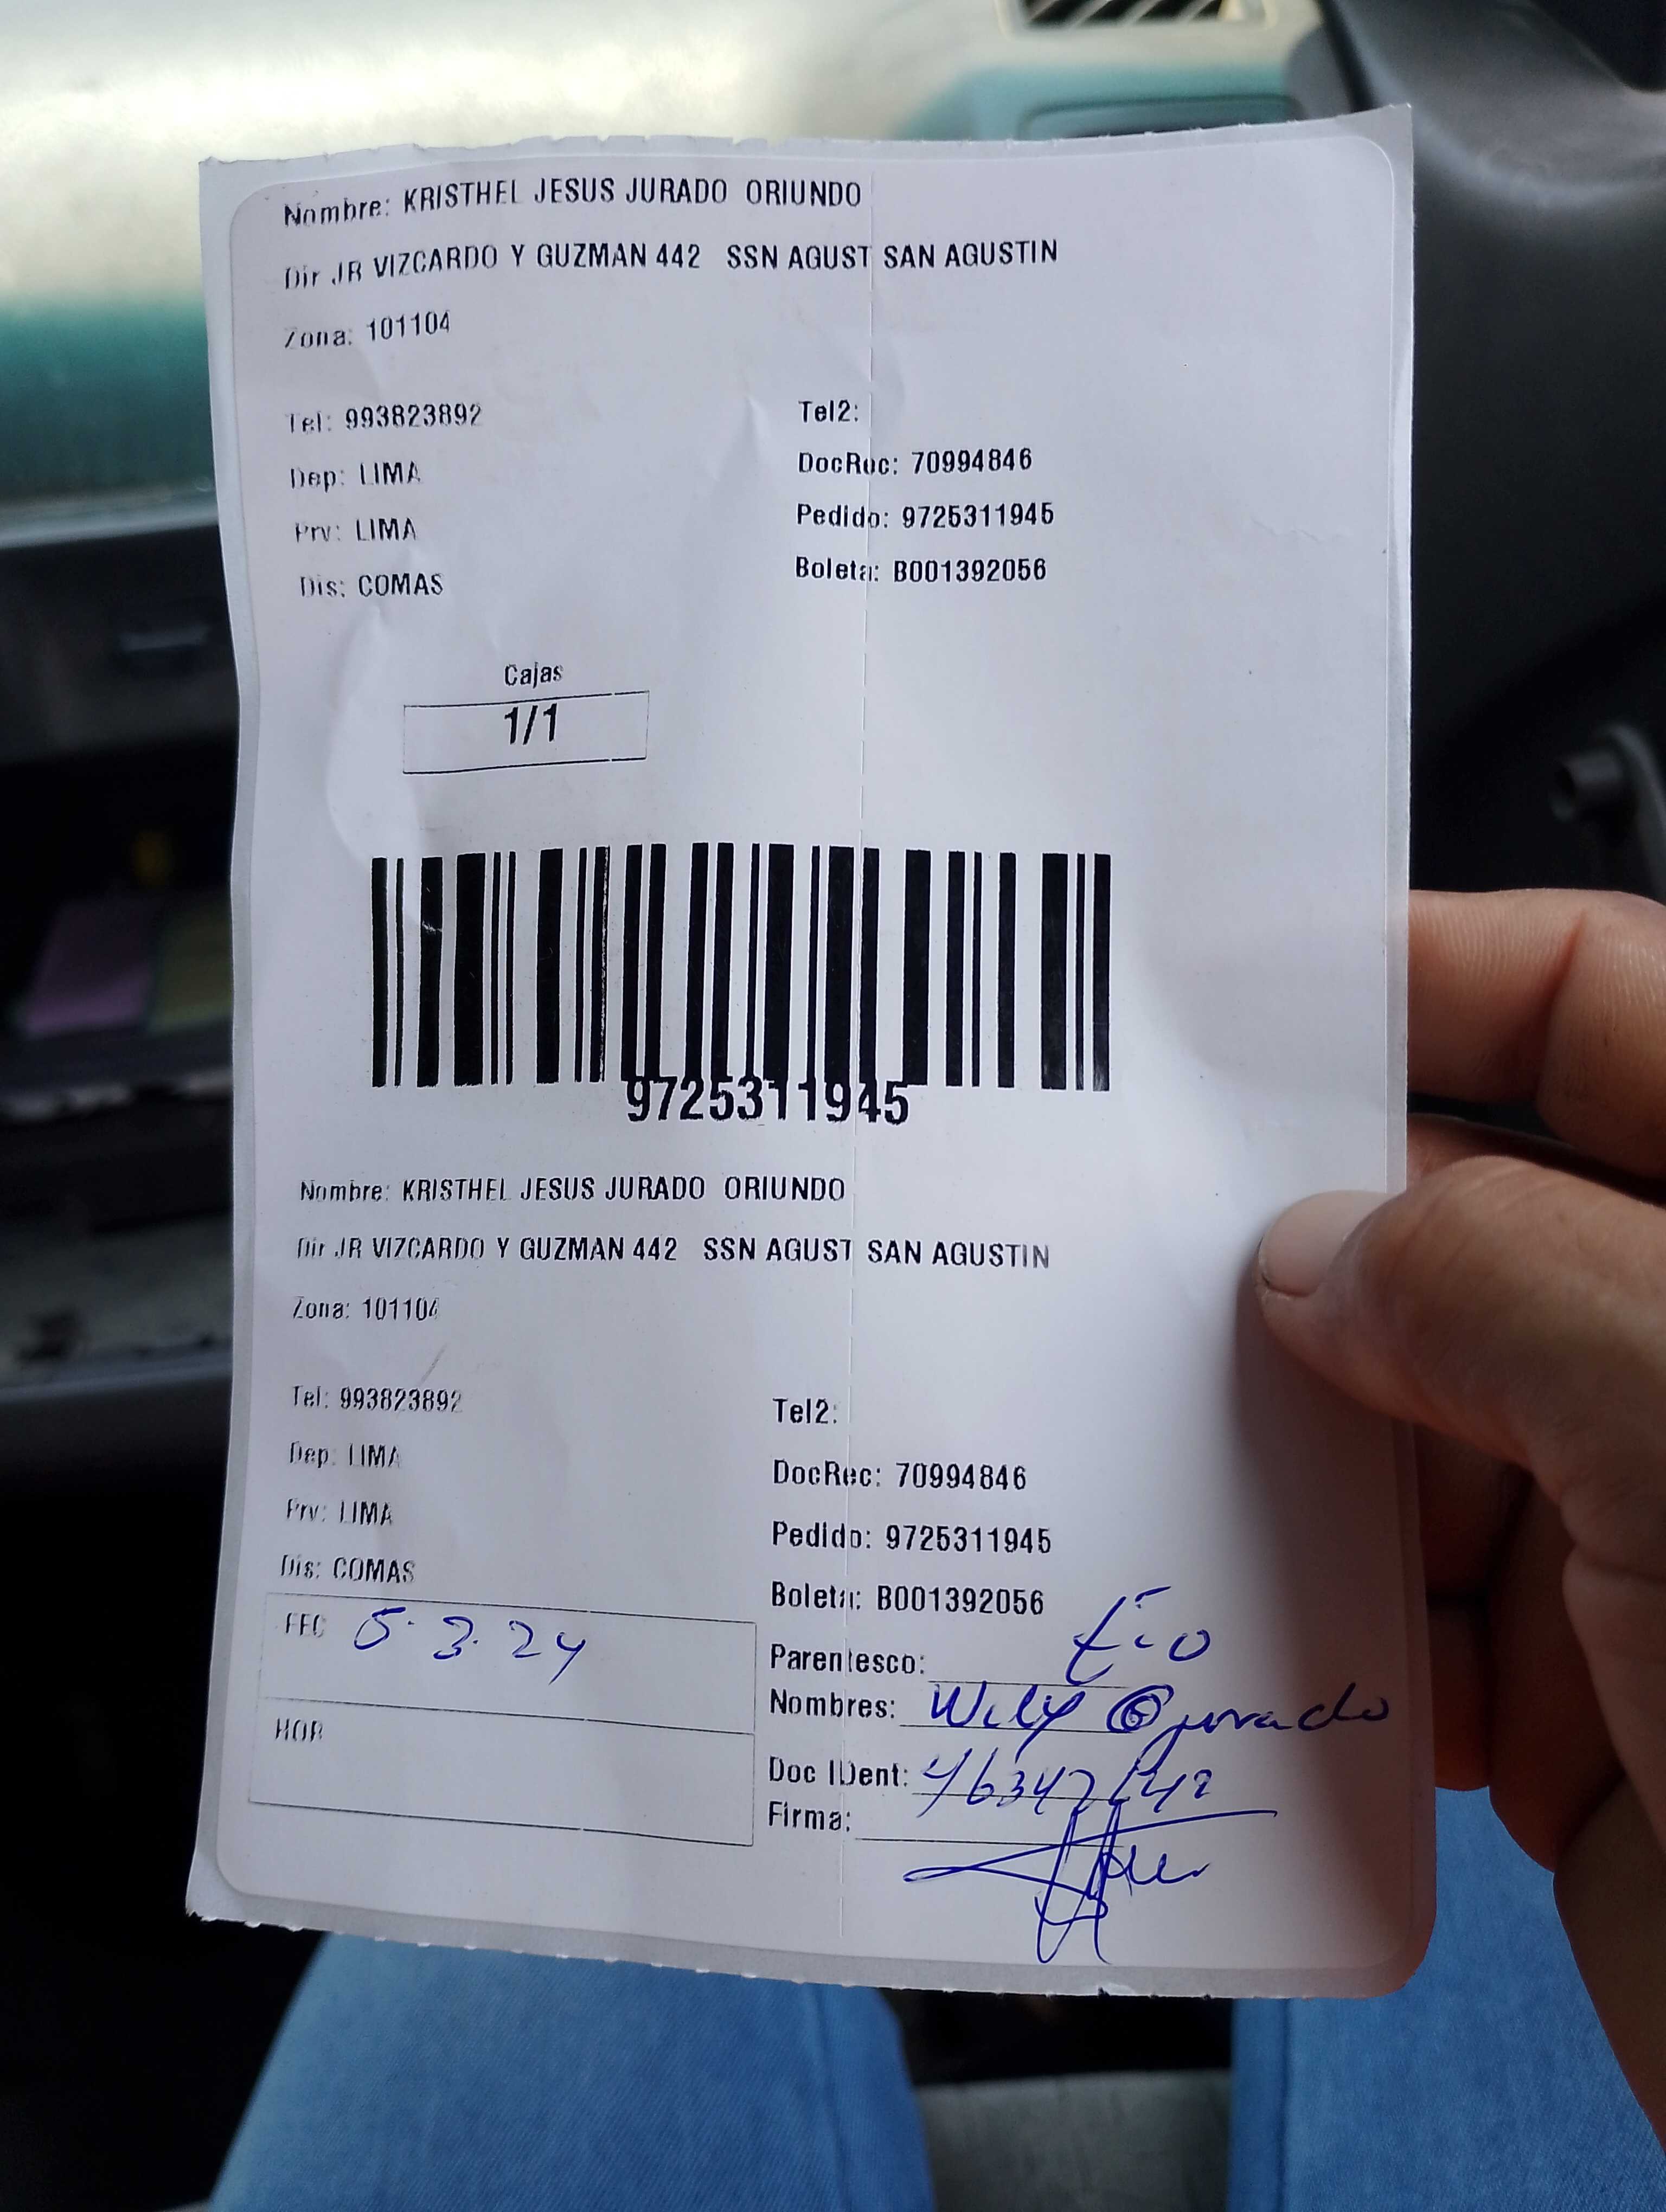 Nombre: KRISTHEL JESUS JURADO ORIUNDO
Dir JR VIZCARDO Y GUZMAN 442 SSN AGUST SAN AGUSTIN
Zona: 101104
Tel: 993823892 Tel2:
Dep: LIMA DocRec: 70994846
Prv: LIMA Pedido: 9725311945
Dis: COMAS Boleta: B001392056
Cajas
1/1
9725311945
Nombre: KRISTHEL JESUS JURADO ORIUNDO
Dir JR VIZCARDO Y GUZMAN 442 SSN AGUST SAN AGUSTIN
Zona: 101104
Tel: 993823892 Tel2:
Dep: LIMA DocRec: 70994846
Prv: LIMA Pedido: 9725311945
Dis: COMAS Boleta: B001392056
FEC 5.3.24 Parentesco: tio
Nombres: Wily jurado
HOR Doc IDent:
Firma: